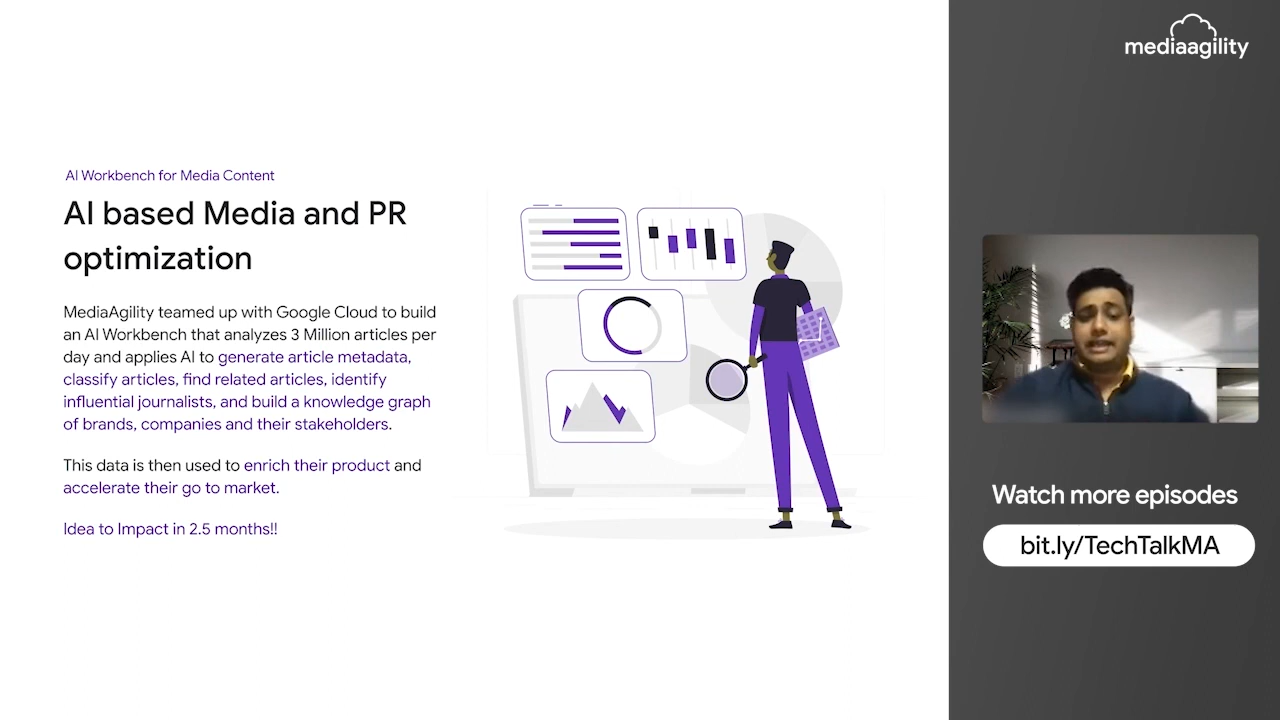 AI Workbench for Media Content
AI based Media and PR
optimization
MediaAgility teamed up with Google Cloud to build
an AI Workbench that analyzes 3 Million articles per
day and applies AI to generate article metadata,
classify articles, find related articles, identify
influential journalists, and build a knowledge graph
of brands, companies and their stakeholders.
This data is then used to enrich their product and
accelerate their go to market.
Idea to Impact in 2.5 months!!
mediaagility
Watch more episodes
bit.ly/TechTalkMA